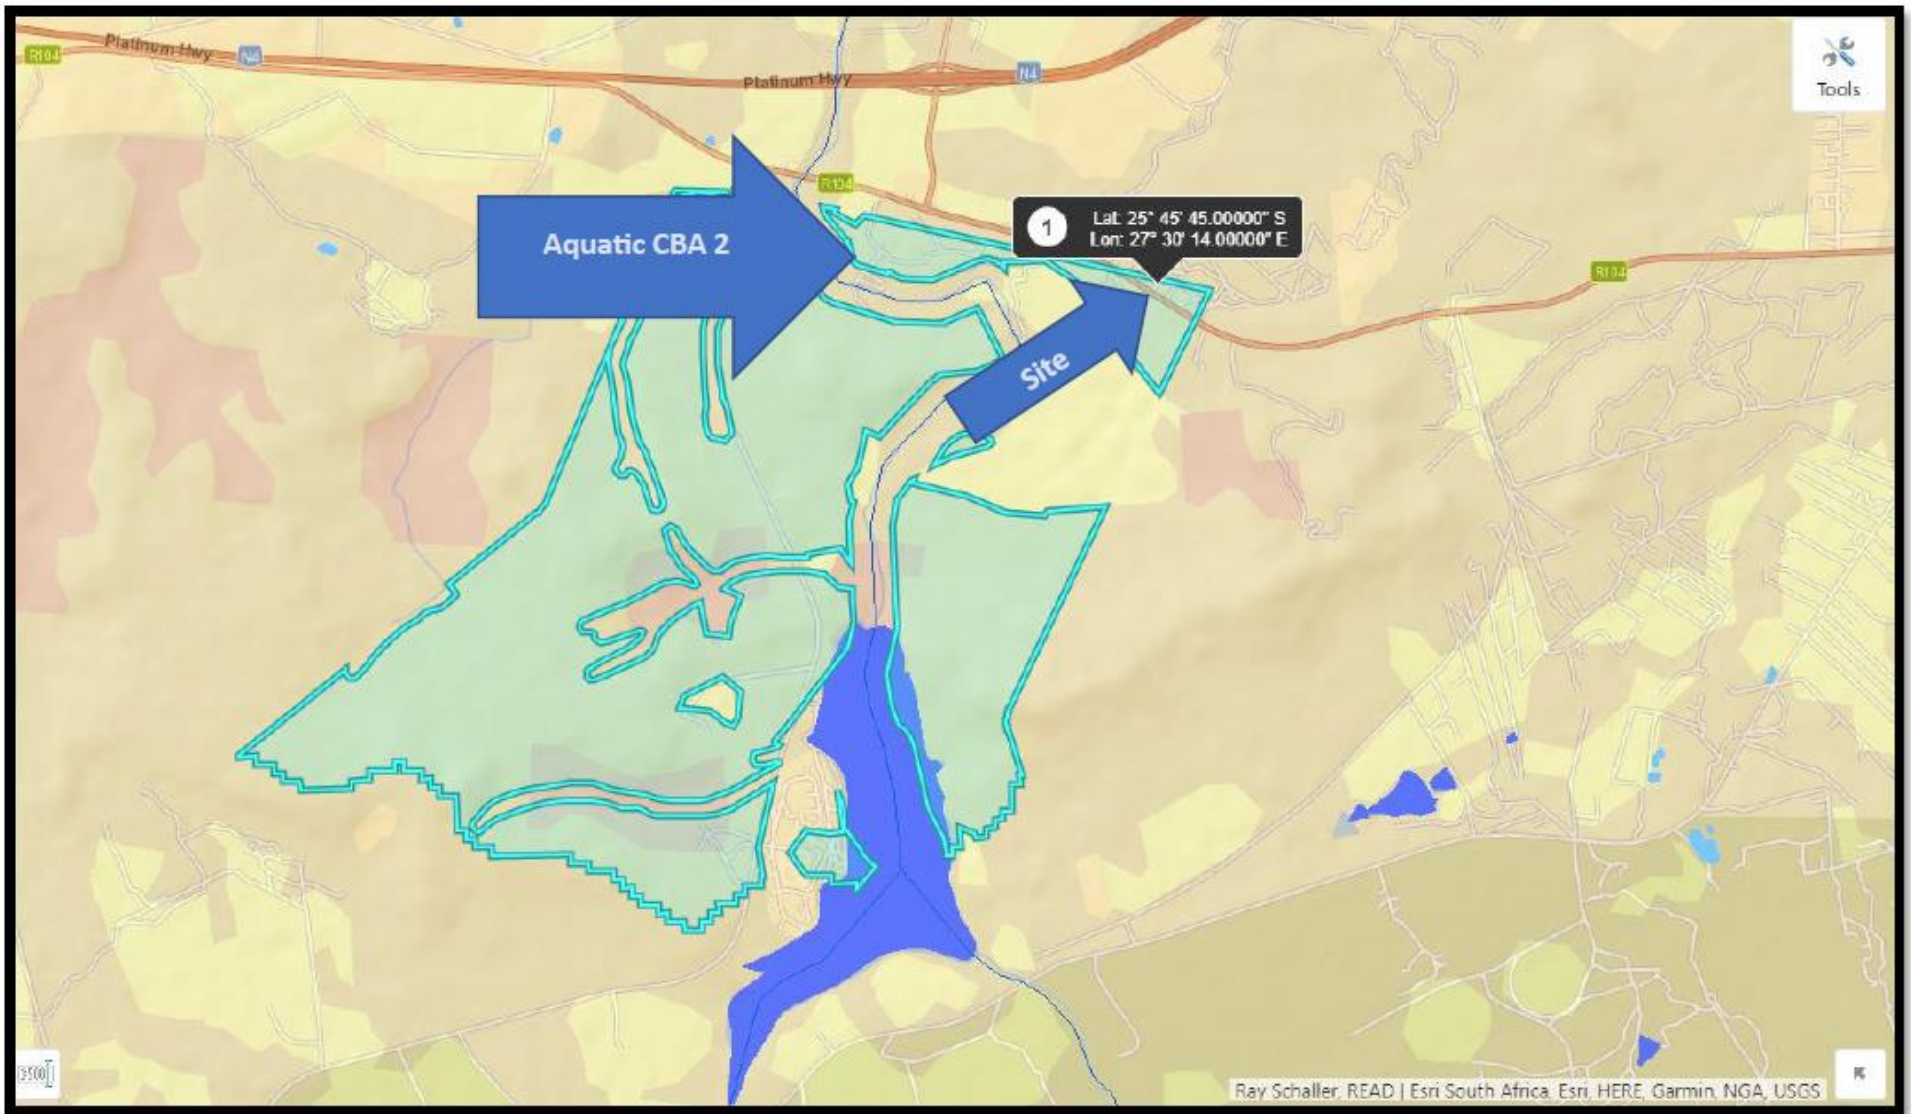 R104
Platinum Hwy
N4
Platinum Hwy
N4
Tools
R104
Aquatic CBA 2
1
Lat: 25° 45' 45.00000" S
Lon: 27° 30' 14.00000" E
R104
Site
Ray Schaller, READ | Esri South Africa, Esri, HERE, Garmin, NGA, USGS